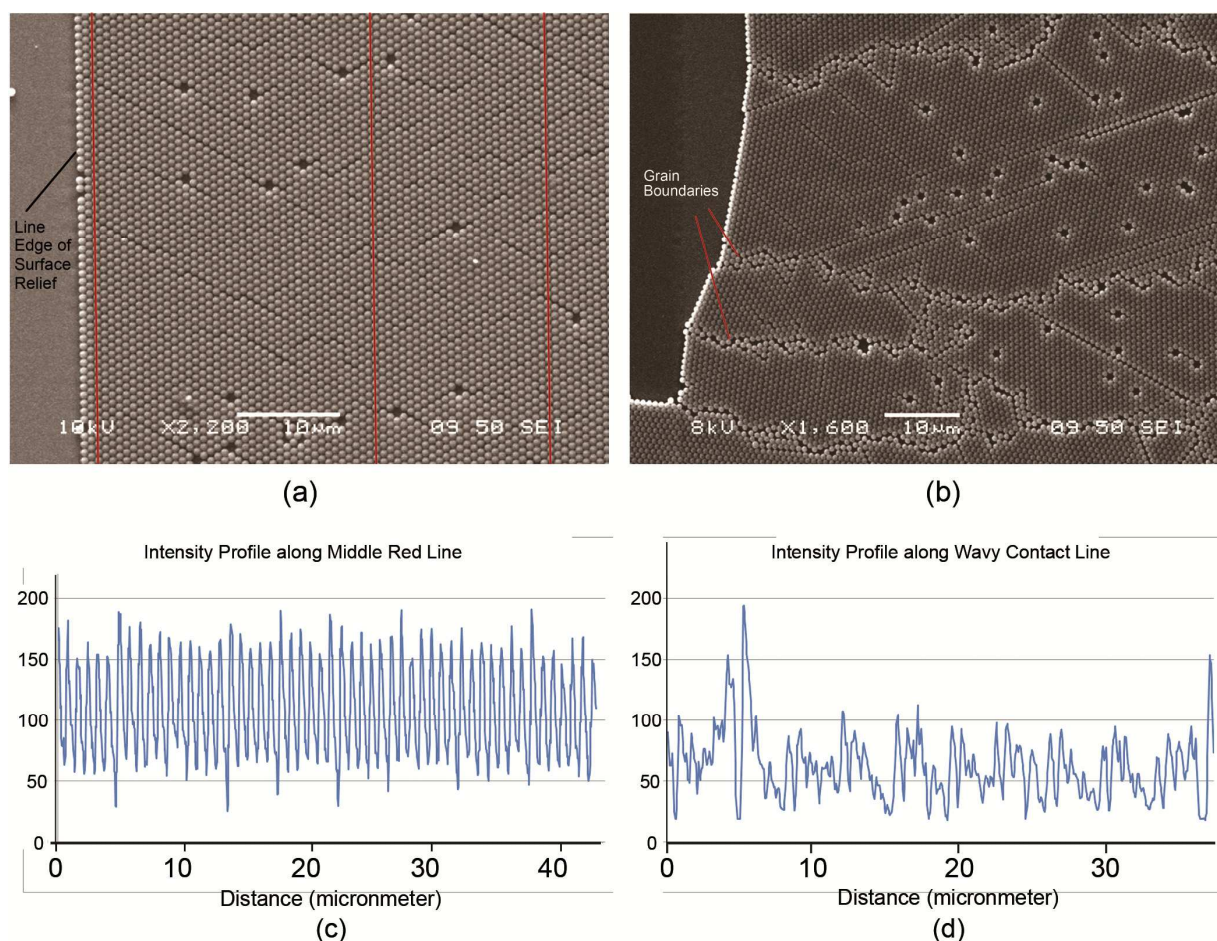 (a)
Line
Edge of
Surface
Relief
10kV X2,200 10μm 09 50 SEI
(b)
Grain
Boundaries
8kV X1,600 10μm 09 50 SEI
Intensity Profile along Middle Red Line
200
150
100
50
0
0 10 20 30 40
Distance (micronmeter)
(c)
Intensity Profile along Wavy Contact Line
200
150
100
50
0
0 10 20 30
Distance (micronmeter)
(d)